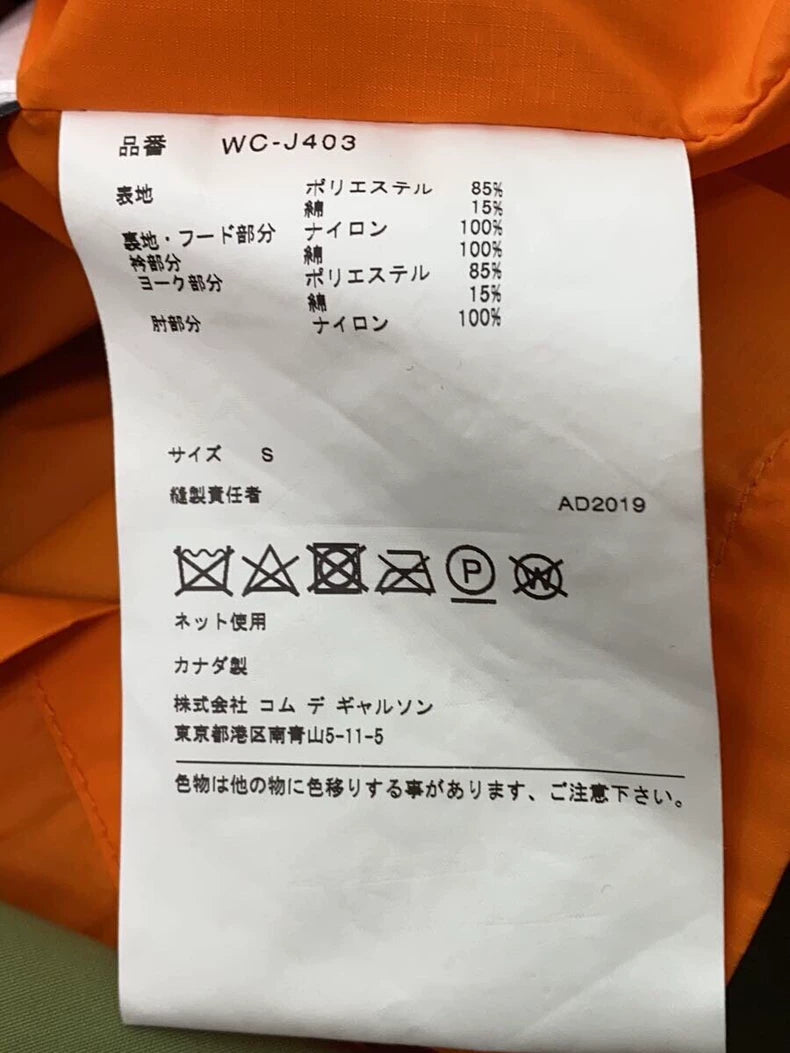 品番 WC-J403
表地 ポリエステル 85%
綿 15%
裏地・フード部分 ナイロン 100%
衿部分 綿 100%
ヨーク部分 ポリエステル 85%
綿 15%
肘部分 ナイロン 100%
サイズ S
縫製責任者 AD2019
P W
ネット使用
カナダ製
株式会社 コム デ ギャルソン
東京都港区南青山5-11-5
色物は他の物に色移りする事があります、ご注意下さい。